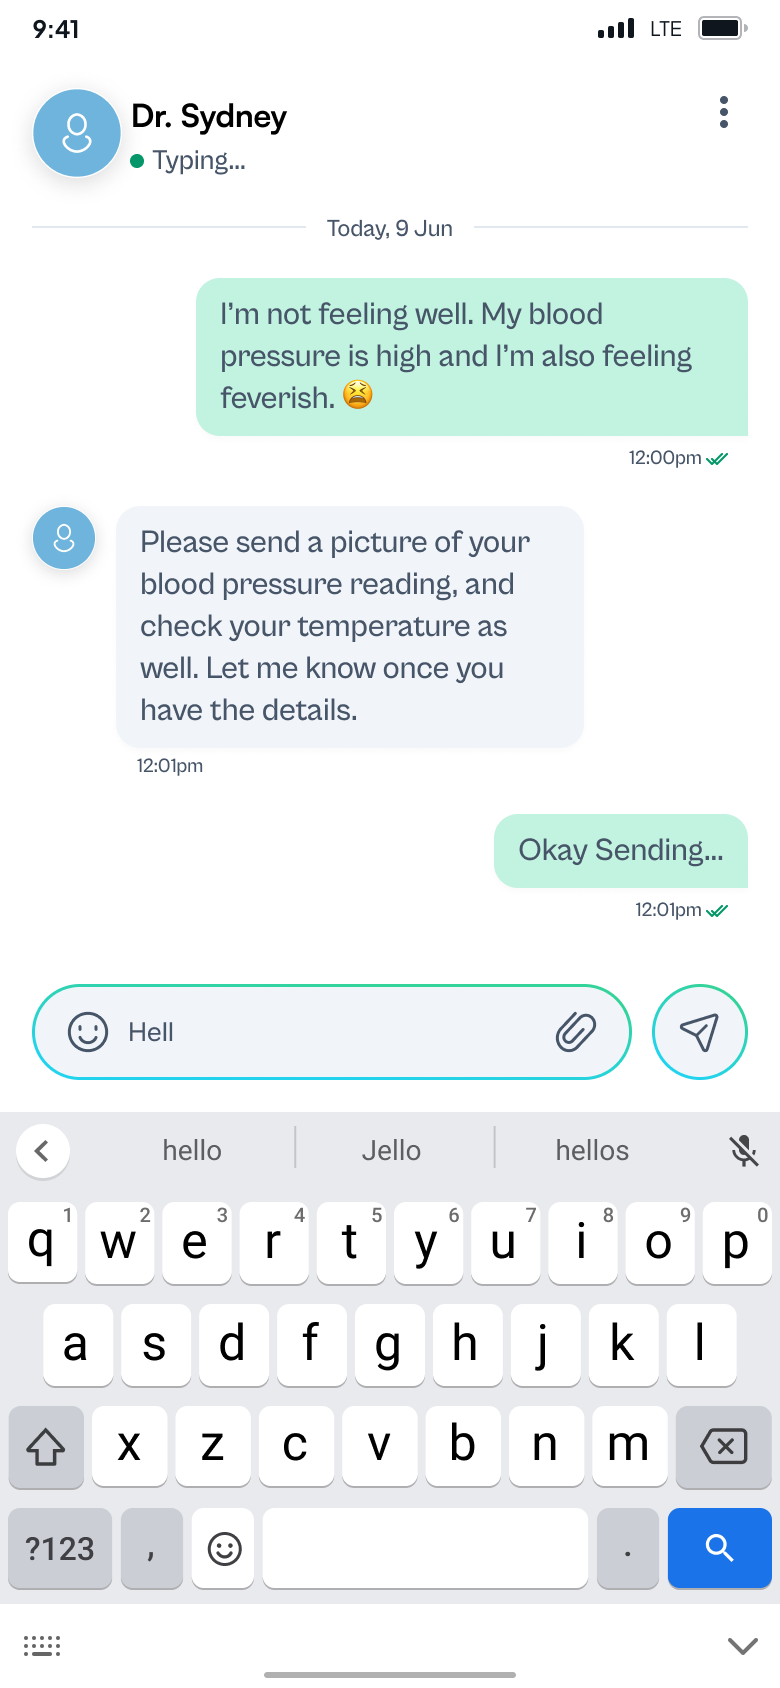 9:41 LTE
Dr. Sydney
Typing...
Today, 9 Jun
I’m not feeling well. My blood
pressure is high and I’m also feeling
feverish. 😫
12:00pm
Please send a picture of your
blood pressure reading, and
check your temperature as
well. Let me know once you
have the details.
12:01pm
Okay Sending...
12:01pm
Hell
hello Jello hellos
q 1 w 2 e 3 r 4 t 5 y 6 u 7 i 8 o 9 p 0
a s d f g h j k l
x z c v b n m
?123 , .